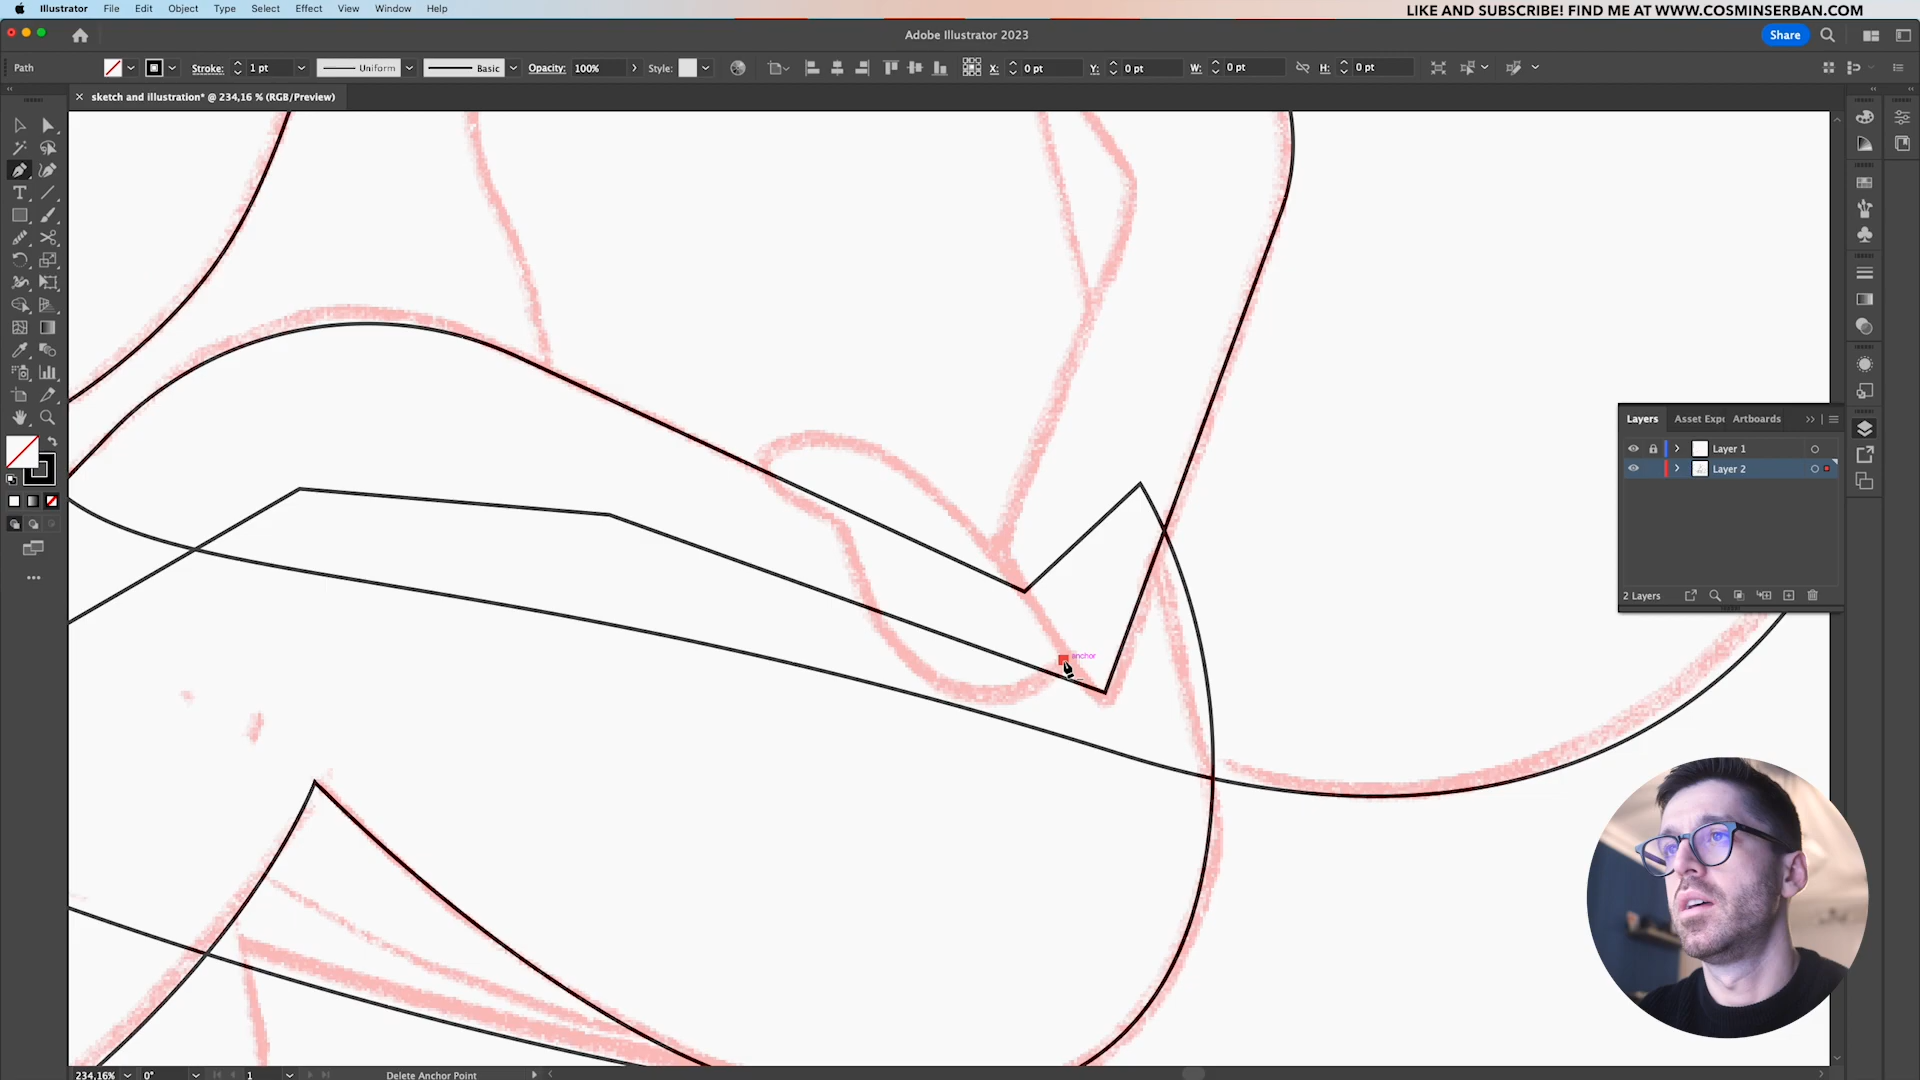 Illustrator File Edit Object Type Select Effect View Window Help
LIKE AND SUBSCRIBE! FIND ME AT WWW.COSMINSERBAN.COM
Adobe Illustrator 2023
Share
Path Stroke: 1 pt Uniform Basic Opacity: 100% Style: X: 0 pt Y: 0 pt W: 0 pt H: 0 pt
× sketch and illustration* @ 234,16 % (RGB/Preview)
Layers Asset Expo Artboards
Layer 1
Layer 2
2 Layers
anchor
234,16% 0° 1 Delete Anchor Point